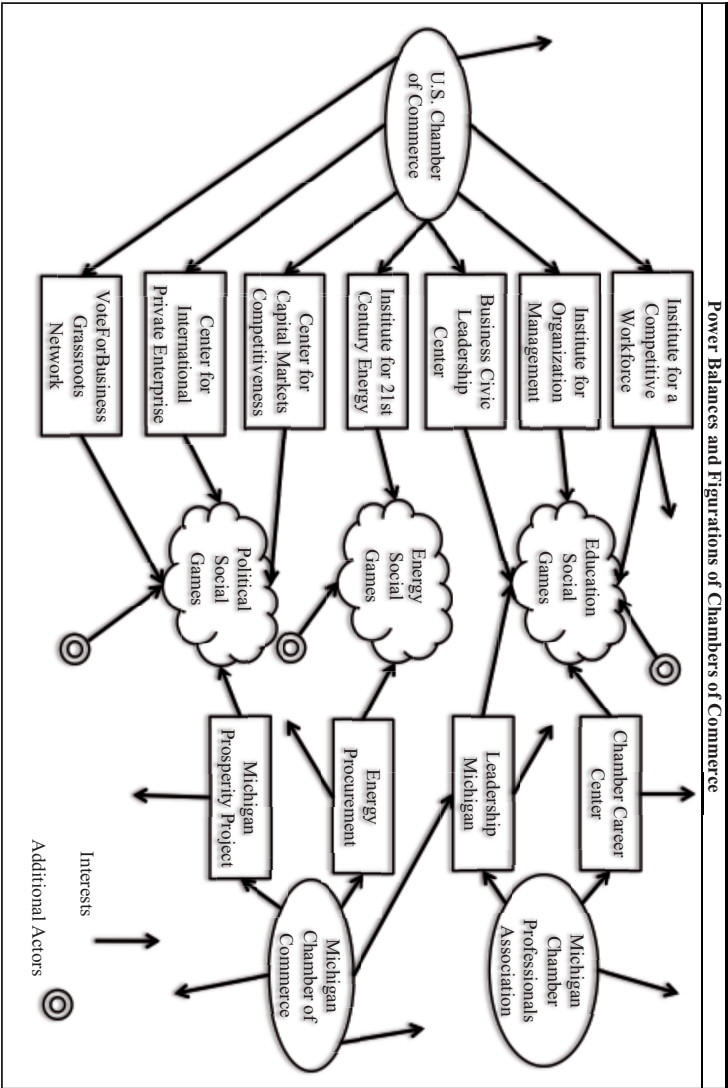 Power Balances and Figurations of Chambers of Commerce
U.S. Chamber
of Commerce
Institute for a
Competitive
Workforce
Institute for
Organization
Management
Business Civic
Leadership
Center
Institute for 21st
Century Energy
Center for
Capital Markets
Competitiveness
Center for
International
Private Enterprise
VoteForBusiness
Grassroots
Network
Education
Social
Games
Energy
Social
Games
Political
Social
Games
Chamber Career
Center
Leadership
Michigan
Energy
Procurement
Michigan
Prosperity Project
Michigan
Chamber
Professionals
Association
Michigan
Chamber of
Commerce
Interests
Additional Actors